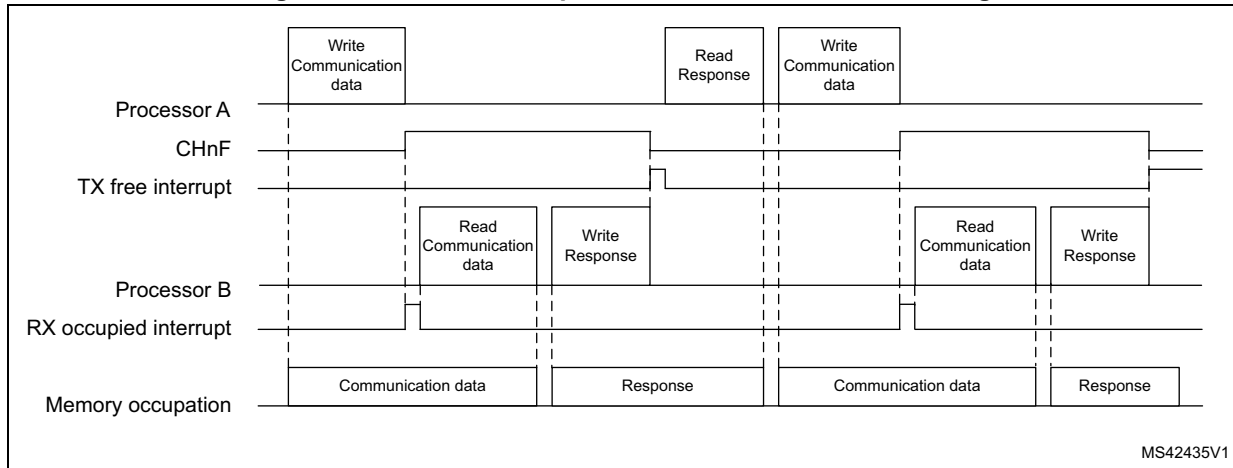 Write
Communication
data
Read
Response
Write
Communication
data
Processor A
CHnF
TX free interrupt
Read
Communication
data
Write
Response
Read
Communication
data
Write
Response
Processor B
RX occupied interrupt
Communication data
Response
Communication data
Response
Memory occupation
MS42435V1